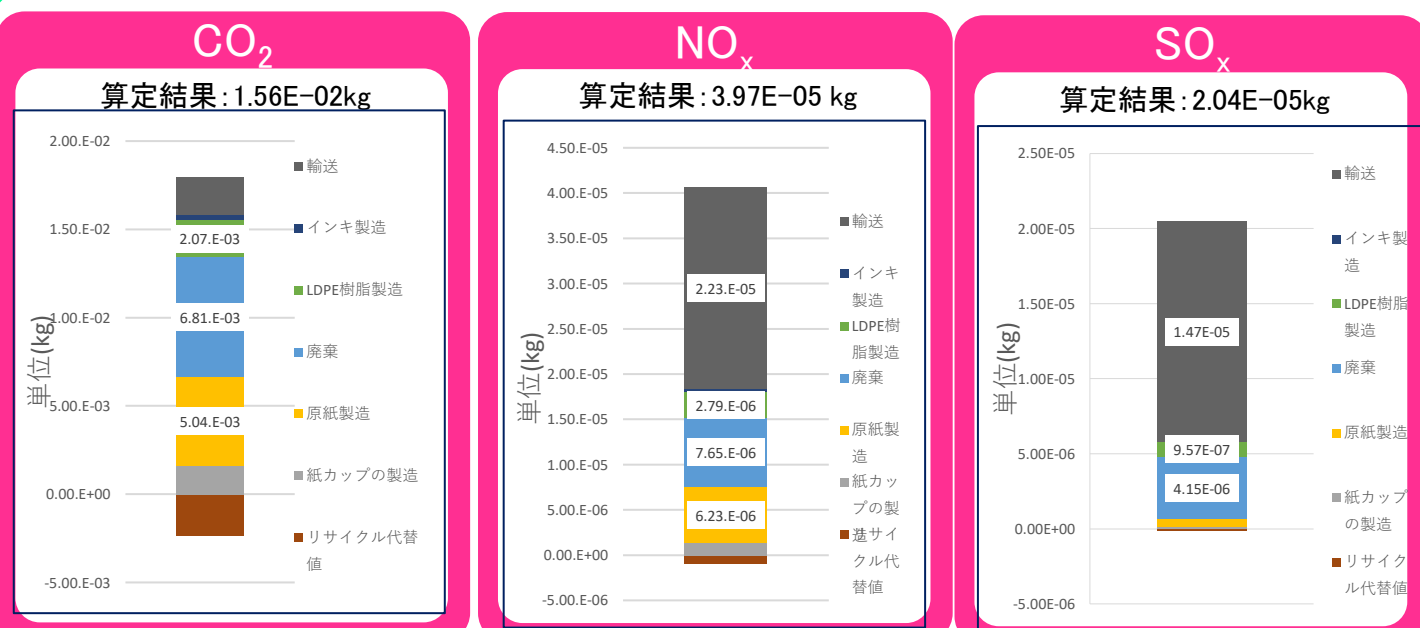 CO2
算定結果:1.56E-02kg
2.00.E-02
1.50.E-02
1.00.E-02
5.00.E-03
0.00.E+00
-5.00.E-03
単位(kg)
2.07.E-03
6.81.E-03
5.04.E-03
輸送
インキ製造
LDPE樹脂製造
廃棄
原紙製造
紙カップの製造
リサイクル代替
値
NOx
算定結果:3.97E-05 kg
4.50.E-05
4.00.E-05
3.50.E-05
3.00.E-05
2.50.E-05
2.00.E-05
1.50.E-05
1.00.E-05
5.00.E-06
0.00.E+00
-5.00.E-06
単位(kg)
2.23.E-05
2.79.E-06
7.65.E-06
6.23.E-06
輸送
インキ
製造
LDPE樹
脂製造
廃棄
原紙製
造
紙カッ
プの製
造
リサイ
クル代
替値
SOx
算定結果:2.04E-05kg
2.50E-05
2.00E-05
1.50E-05
1.00E-05
5.00E-06
0.00E+00
-5.00E-06
単位(kg)
1.47E-05
9.57E-07
4.15E-06
輸送
インキ製
造
LDPE樹脂
製造
廃棄
原紙製造
紙カップ
の製造
リサイク
ル代替値